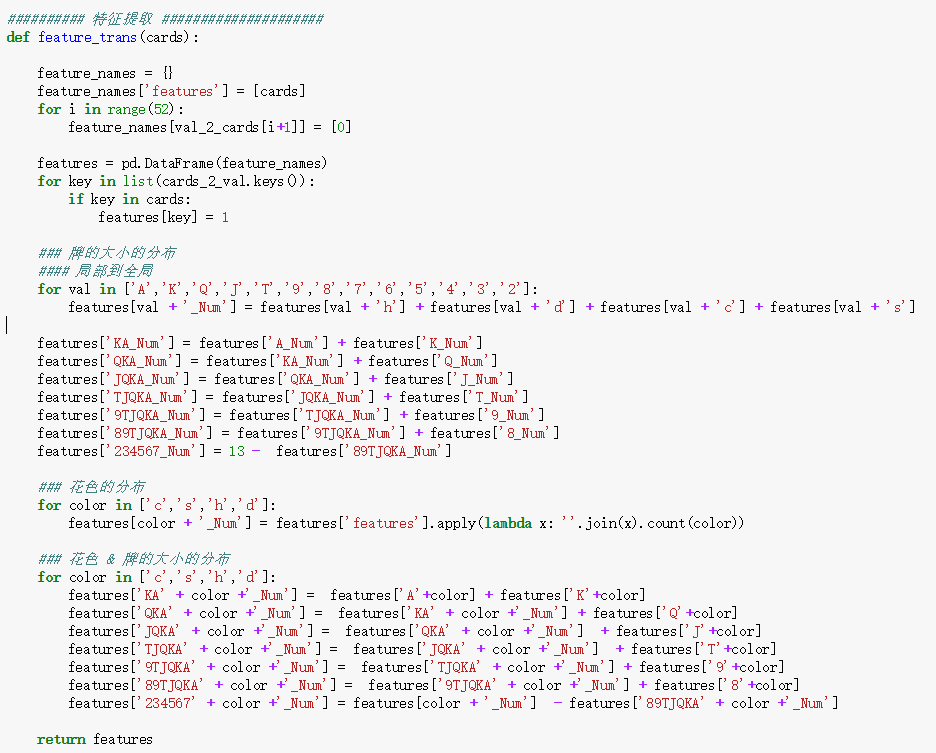 ########## 特征提取 #####################
def feature_trans(cards):
    feature_names = {}
    feature_names['features'] = [cards]
    for i in range(52):
        feature_names[val_2_cards[i+1]] = [0]
    features = pd.DataFrame(feature_names)
    for key in list(cards_2_val.keys()):
        if key in cards:
            features[key] = 1
    ### 牌的大小的分布
    #### 局部到全局
    for val in ['A','K','Q','J','T','9','8','7','6','5','4','3','2']:
        features[val + '_Num'] = features[val + 'h'] + features[val + 'd'] + features[val + 'c'] + features[val + 's']
    features['KA_Num'] = features['A_Num'] + features['K_Num']
    features['QKA_Num'] = features['KA_Num'] + features['Q_Num']
    features['JQKA_Num'] = features['QKA_Num'] + features['J_Num']
    features['TJQKA_Num'] = features['JQKA_Num'] + features['T_Num']
    features['9TJQKA_Num'] = features['TJQKA_Num'] + features['9_Num']
    features['89TJQKA_Num'] = features['9TJQKA_Num'] + features['8_Num']
    features['234567_Num'] = 13 -  features['89TJQKA_Num']
    ### 花色的分布
    for color in ['c','s','h','d']:
        features[color + '_Num'] = features['features'].apply(lambda x: ''.join(x).count(color))
    ### 花色 & 牌的大小的分布
    for color in ['c','s','h','d']:
        features['KA' + color +'_Num'] =  features['A'+color] + features['K'+color]
        features['QKA' + color +'_Num'] =  features['KA' + color +'_Num'] + features['Q'+color]
        features['JQKA' + color +'_Num'] =  features['QKA' + color +'_Num']  + features['J'+color]
        features['TJQKA' + color +'_Num'] =  features['JQKA' + color +'_Num']  + features['T'+color]
        features['9TJQKA' + color +'_Num'] =  features['TJQKA' + color +'_Num'] + features['9'+color]
        features['89TJQKA' + color +'_Num'] =  features['9TJQKA' + color +'_Num'] + features['8'+color]
        features['234567' + color +'_Num'] = features[color + '_Num']  - features['89TJQKA' + color +'_Num']
    return features